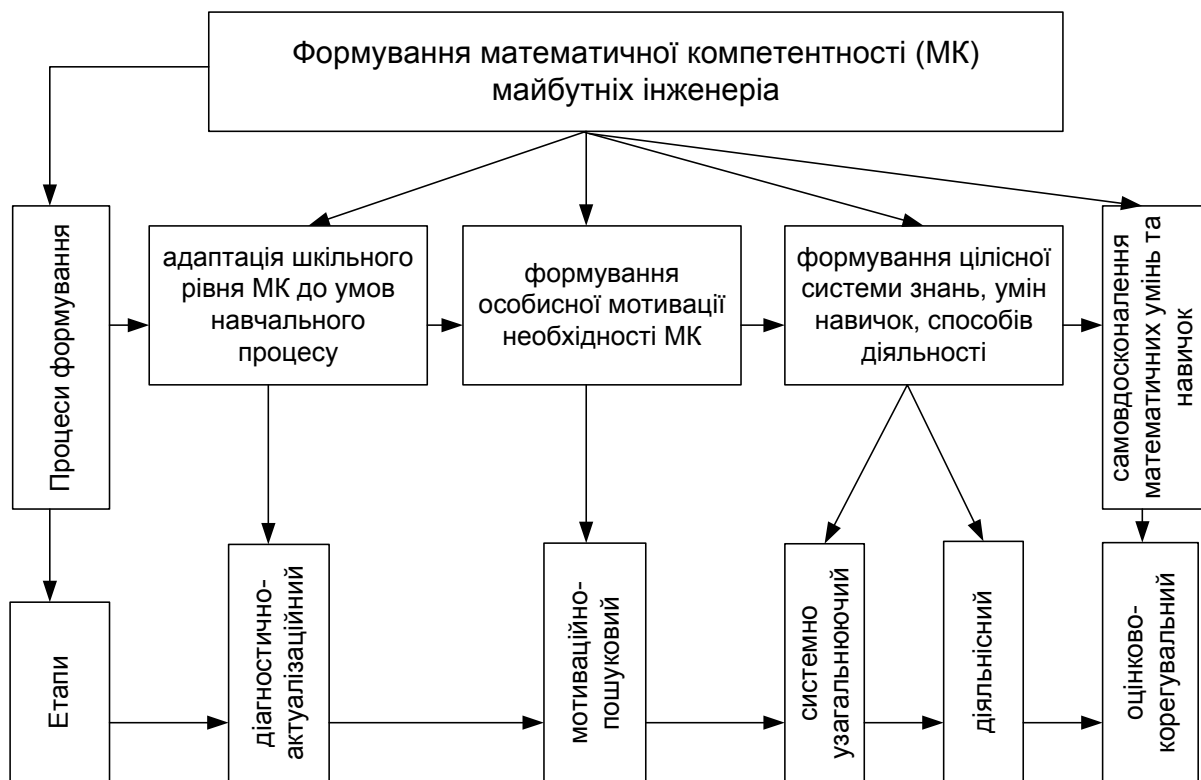 Формування математичної компетентності (МК)
майбутніх інженеріа
Процеси формування
адаптація шкільного
рівня МК до умов
навчального
процесу
формування
особисної мотивації
необхідності МК
формування цілісної
системи знань, умін
навичок, способів
діяльності
самовдосконалення
математичних умінь та
навичок
Етапи
діагностично-
актуалізаційний
мотиваційно-
пошуковий
системно
узагальнюючий
діяльнісний
оцінково-
корегувальний